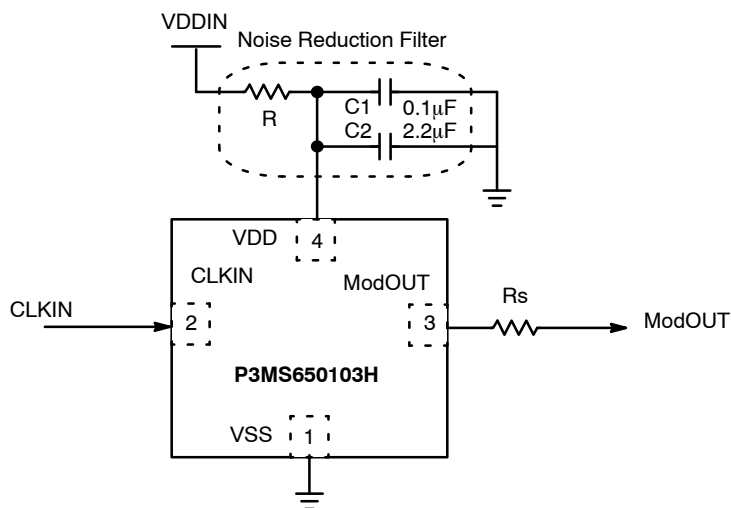 VDDIN
Noise Reduction Filter
R
C1 0.1μF
C2 2.2μF
VDD 4
CLKIN
ModOUT
CLKIN
2
3
Rs
ModOUT
P3MS650103H
VSS 1